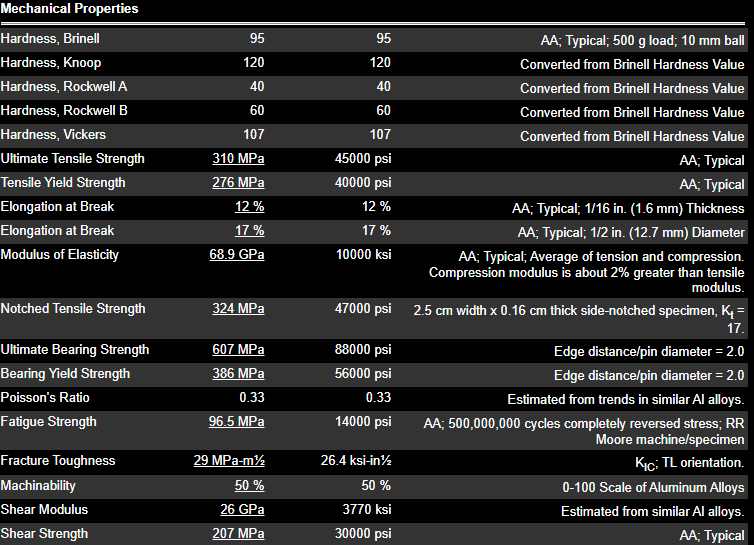 Mechanical Properties
Hardness, Brinell 95 95 AA; Typical; 500 g load; 10 mm ball
Hardness, Knoop 120 120 Converted from Brinell Hardness Value
Hardness, Rockwell A 40 40 Converted from Brinell Hardness Value
Hardness, Rockwell B 60 60 Converted from Brinell Hardness Value
Hardness, Vickers 107 107 Converted from Brinell Hardness Value
Ultimate Tensile Strength 310 MPa 45000 psi AA; Typical
Tensile Yield Strength 276 MPa 40000 psi AA; Typical
Elongation at Break 12 % 12 % AA; Typical; 1/16 in. (1.6 mm) Thickness
Elongation at Break 17 % 17 % AA; Typical; 1/2 in. (12.7 mm) Diameter
Modulus of Elasticity 68.9 GPa 10000 ksi AA; Typical; Average of tension and compression.
Compression modulus is about 2% greater than tensile
modulus.
Notched Tensile Strength 324 MPa 47000 psi 2.5 cm width x 0.16 cm thick side-notched specimen, Kt =
17.
Ultimate Bearing Strength 607 MPa 88000 psi Edge distance/pin diameter = 2.0
Bearing Yield Strength 386 MPa 56000 psi Edge distance/pin diameter = 2.0
Poisson's Ratio 0.33 0.33 Estimated from trends in similar Al alloys.
Fatigue Strength 96.5 MPa 14000 psi AA; 500,000,000 cycles completely reversed stress; RR
Moore machine/specimen
Fracture Toughness 29 MPa-m½ 26.4 ksi-in½ KIC; TL orientation.
Machinability 50 % 50 % 0-100 Scale of Aluminum Alloys
Shear Modulus 26 GPa 3770 ksi Estimated from similar Al alloys.
Shear Strength 207 MPa 30000 psi AA; Typical